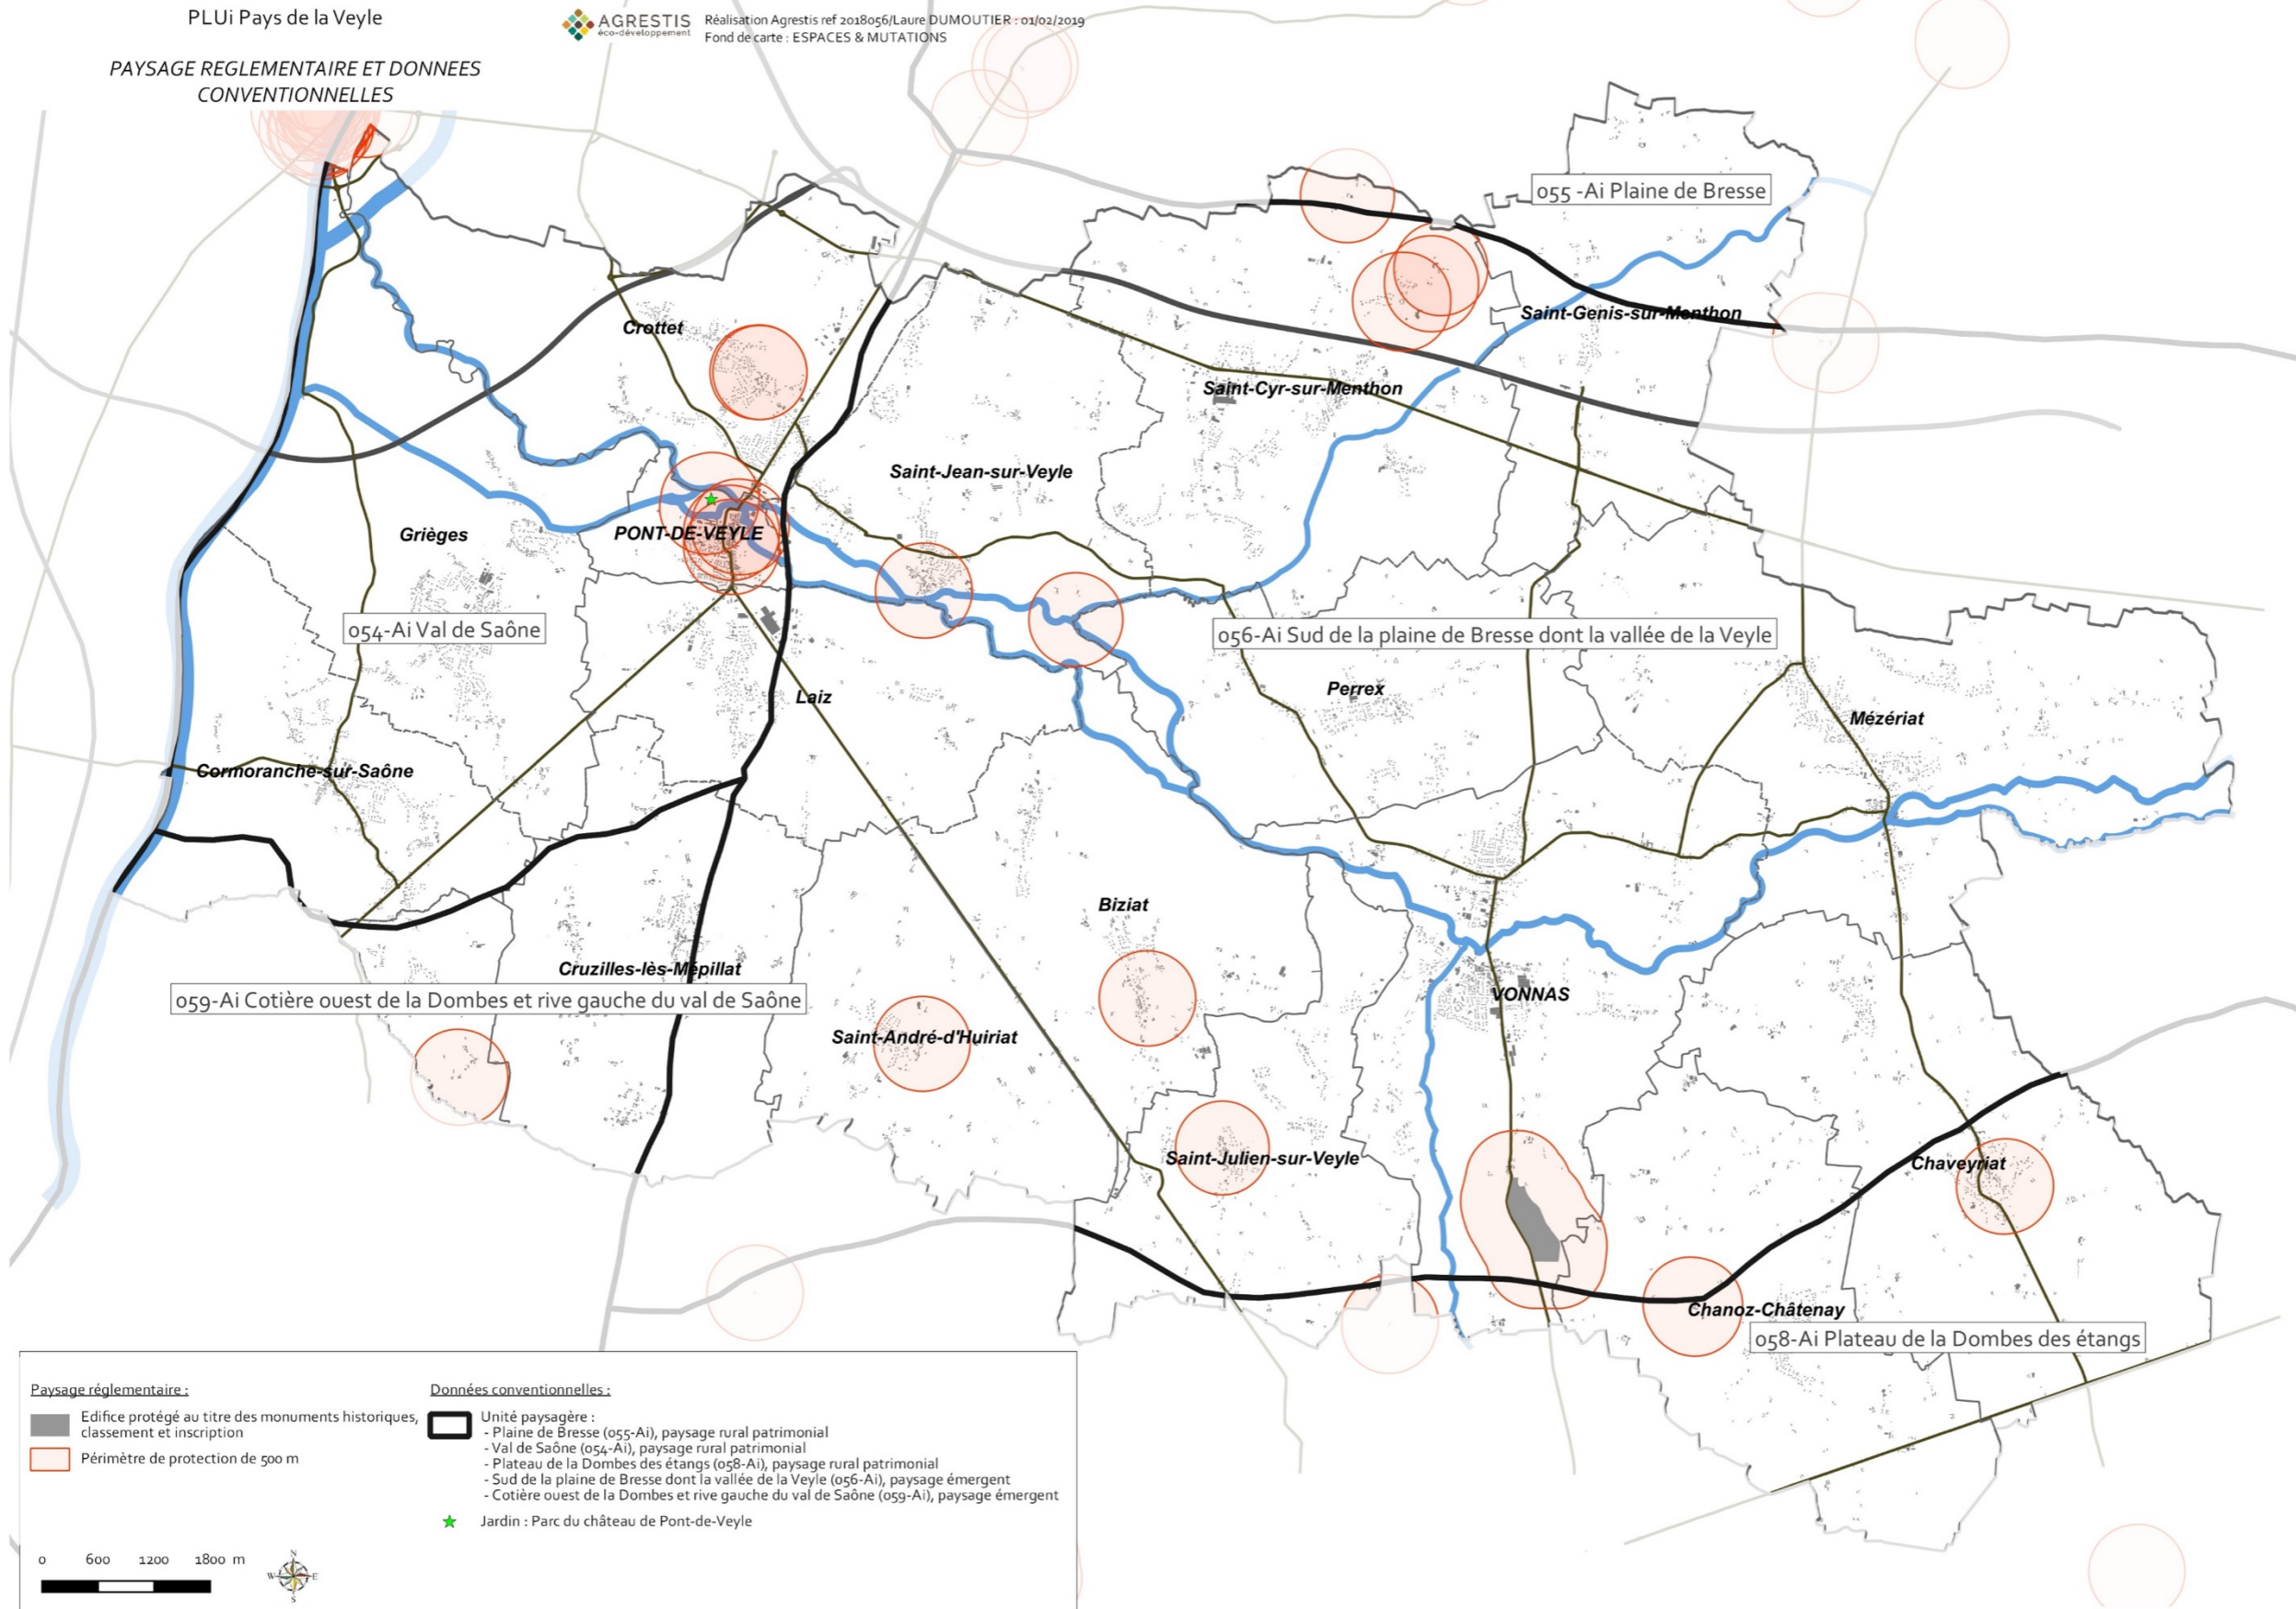 PLUi Pays de la Veyle
PAYSAGE REGLEMENTAIRE ET DONNEES
CONVENTIONNELLES
AGRESTIS
éco-développement
Réalisation Agrestis ref 2018056/Laure DUMOUTIER : 01/02/2019
Fond de carte : ESPACES & MUTATIONS
055 -Ai Plaine de Bresse
Saint-Genis-sur-Menthon
Crottet
Saint-Cyr-sur-Menthon
Saint-Jean-sur-Veyle
Grièges
PONT-DE-VEYLE
054-Ai Val de Saône
056-Ai Sud de la plaine de Bresse dont la vallée de la Veyle
Laiz
Perrex
Mézériat
Cormoranche-sur-Saône
Biziat
Cruzilles-lès-Mépillat
VONNAS
059-Ai Cotière ouest de la Dombes et rive gauche du val de Saône
Saint-André-d'Huiriat
Saint-Julien-sur-Veyle
Chaveyriat
Chanoz-Châtenay
058-Ai Plateau de la Dombes des étangs
Paysage réglementaire :
Edifice protégé au titre des monuments historiques,
classement et inscription
Périmètre de protection de 500 m
Données conventionnelles :
Unité paysagère :
- Plaine de Bresse (055-Ai), paysage rural patrimonial
- Val de Saône (054-Ai), paysage rural patrimonial
- Plateau de la Dombes des étangs (058-Ai), paysage rural patrimonial
- Sud de la plaine de Bresse dont la vallée de la Veyle (056-Ai), paysage émergent
- Cotière ouest de la Dombes et rive gauche du val de Saône (059-Ai), paysage émergent
Jardin : Parc du château de Pont-de-Veyle
0 600 1200 1800 m
N
W E
S